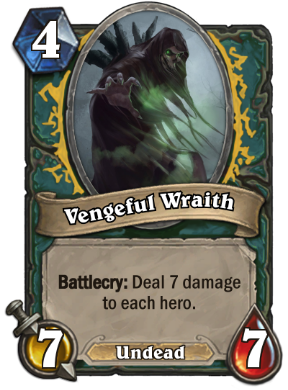 4
Vengeful Wraith
Battlecry: Deal 7 damage
to each hero.
7
Undead
7